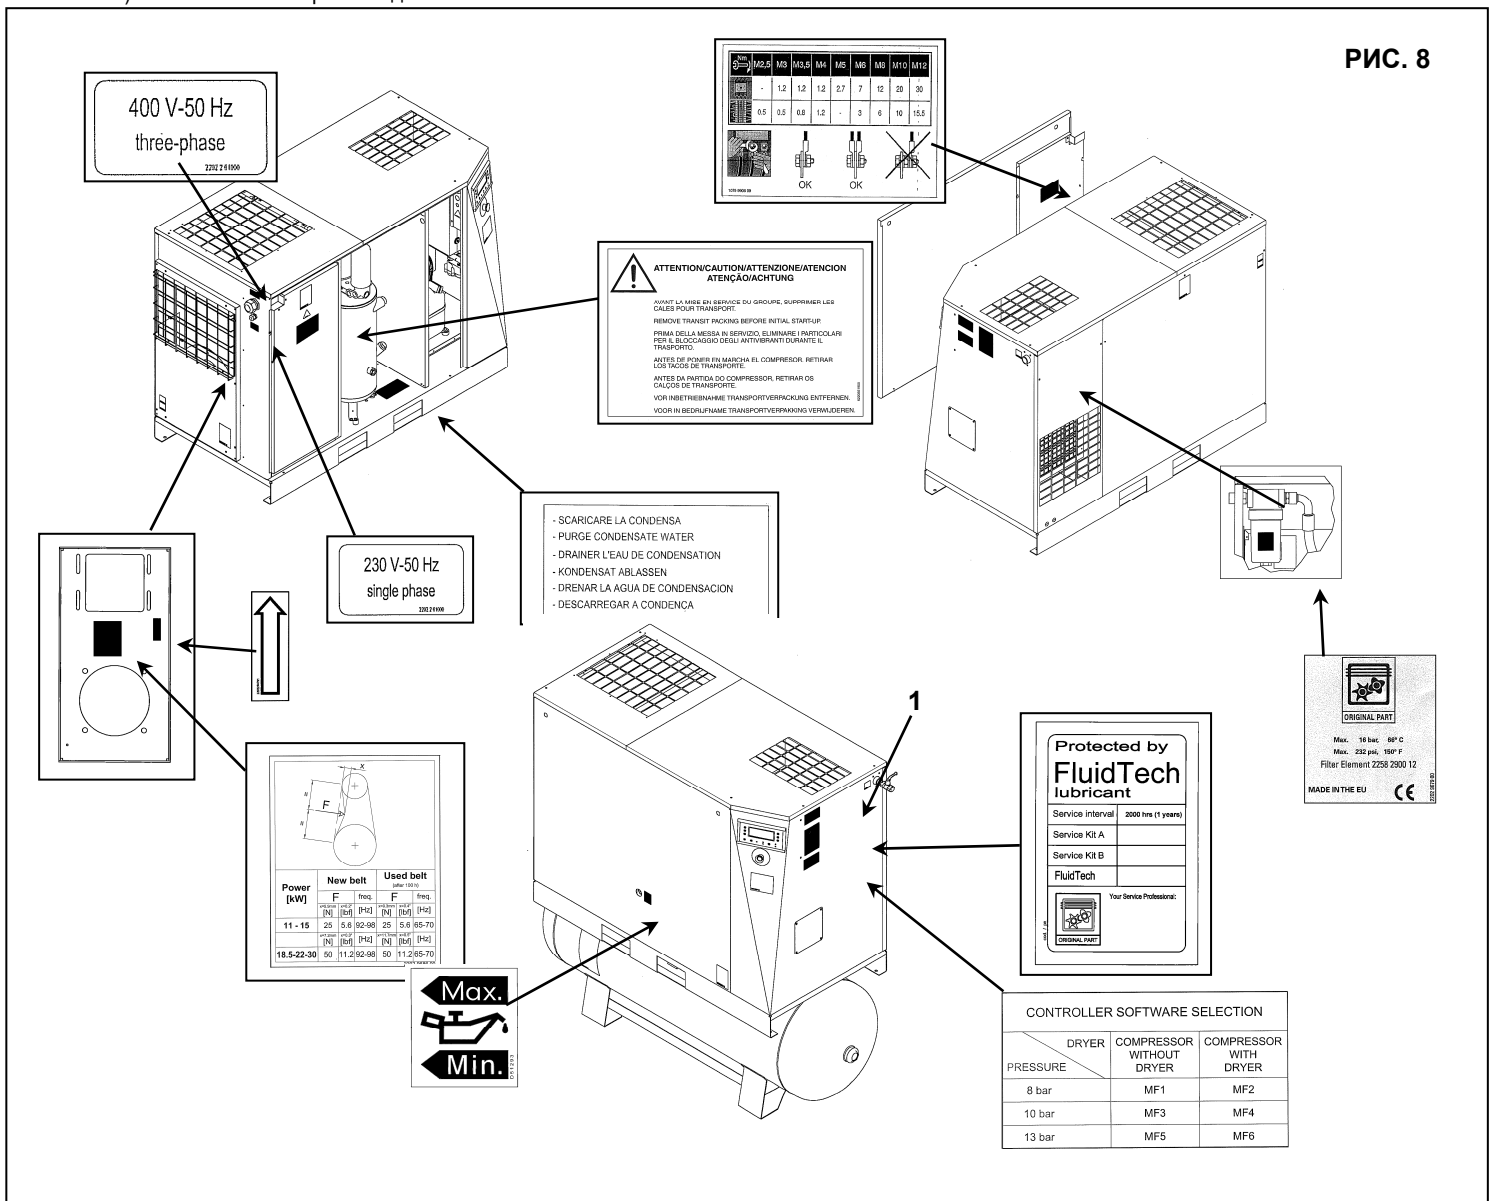 РИС. 8
400 V-50 Hz
three-phase
2202 2 61000
Nm M2,5 M3 M3,5 M4 M5 M6 M8 M10 M12
- 1.2 1.2 1.2 2.7 7 12 20 30
0.5 0.5 0.8 1.2 - 3 6 10 15.5
OK OK
ATTENTION/CAUTION/ATTENZIONE/ATENCION
ATENÇÃO/ACHTUNG
AVANT LA MISE EN SERVICE DU GROUPE, SUPPRIMER LES
CALES POUR TRANSPORT.
REMOVE TRANSIT PACKING BEFORE INITIAL START-UP.
PRIMA DELLA MESSA IN SERVIZIO, ELIMINARE I PARTICOLARI
PER IL BLOCCAGGIO DEGLI ANTIVIBRANTI DURANTE IL
TRASPORTO.
ANTES DE PONER EN MARCHA EL COMPRESOR, RETIRAR
LOS TACOS DE TRANSPORTE.
ANTES DA PARTIDA DO COMPRESSOR, RETIRAR OS
CALÇOS DE TRANSPORTE.
VOR INBETRIEBNAHME TRANSPORTVERPACKUNG ENTFERNEN.
VOOR IN BEDRIJFNAME TRANSPORTVERPAKKING VERWIJDEREN.
- SCARICARE LA CONDENSA
- PURGE CONDENSATE WATER
- DRAINER L'EAU DE CONDENSATION
- KONDENSAT ABLASSEN
- DRENAR LA AGUA DE CONDENSACION
- DESCARREGAR A CONDENCA
230 V-50 Hz
single phase
2202 2 61000
ORIGINAL PART
Max. 16 bar, 66° C
Max. 232 psi, 150° F
Filter Element 2258 2900 12
MADE IN THE EU CE
1
Protected by
FluidTech
lubricant
Service interval 2000 hrs (1 years)
Service Kit A
Service Kit B
FluidTech
Your Service Professional:
ORIGINAL PART
X
F
Power [kW] New belt Used belt
(after 100 h)
F freq. F freq.
[N] [lbf] [Hz] [N] [lbf] [Hz]
11 - 15 25 5.6 92-98 25 5.6 65-70
[N] [lbf] [Hz] [N] [lbf] [Hz]
18.5-22-30 50 11.2 92-98 50 11.2 65-70
Max.
Min.
D51293
CONTROLLER SOFTWARE SELECTION
DRYER
PRESSURE
COMPRESSOR WITHOUT DRYER
COMPRESSOR WITH DRYER
8 bar MF1 MF2
10 bar MF3 MF4
13 bar MF5 MF6